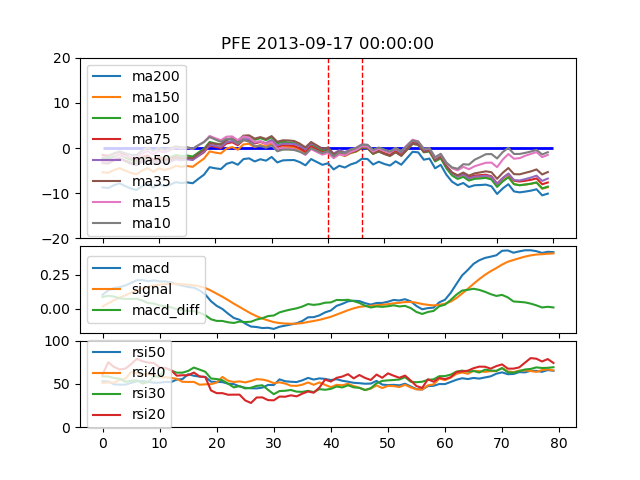 PFE 2013-09-17 00:00:00
20
10
0
−10
−20
ma200
ma150
ma100
ma75
ma50
ma35
ma15
ma10
0.25
0.00
macd
signal
macd_diff
100
50
0
rsi50
rsi40
rsi30
rsi20
0 10 20 30 40 50 60 70 80